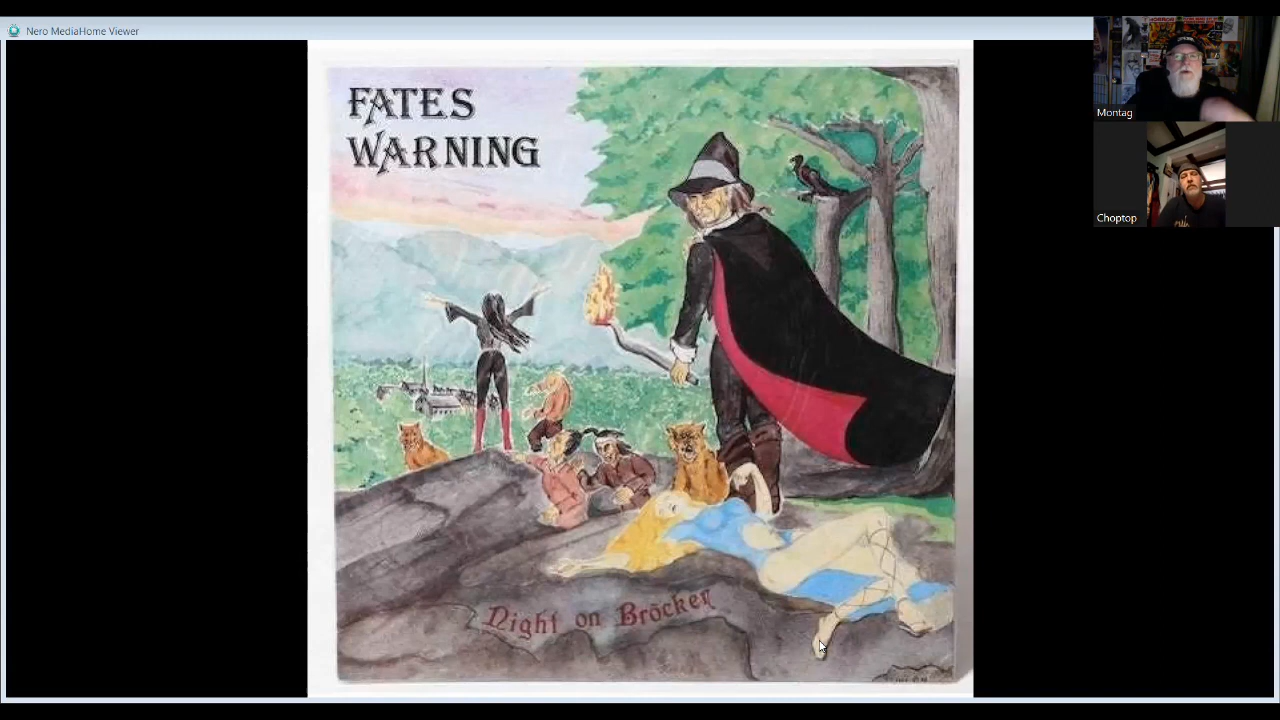 Nero MediaHome Viewer
FATES
WARNING
Night on Bröcken
Montag
Choptop